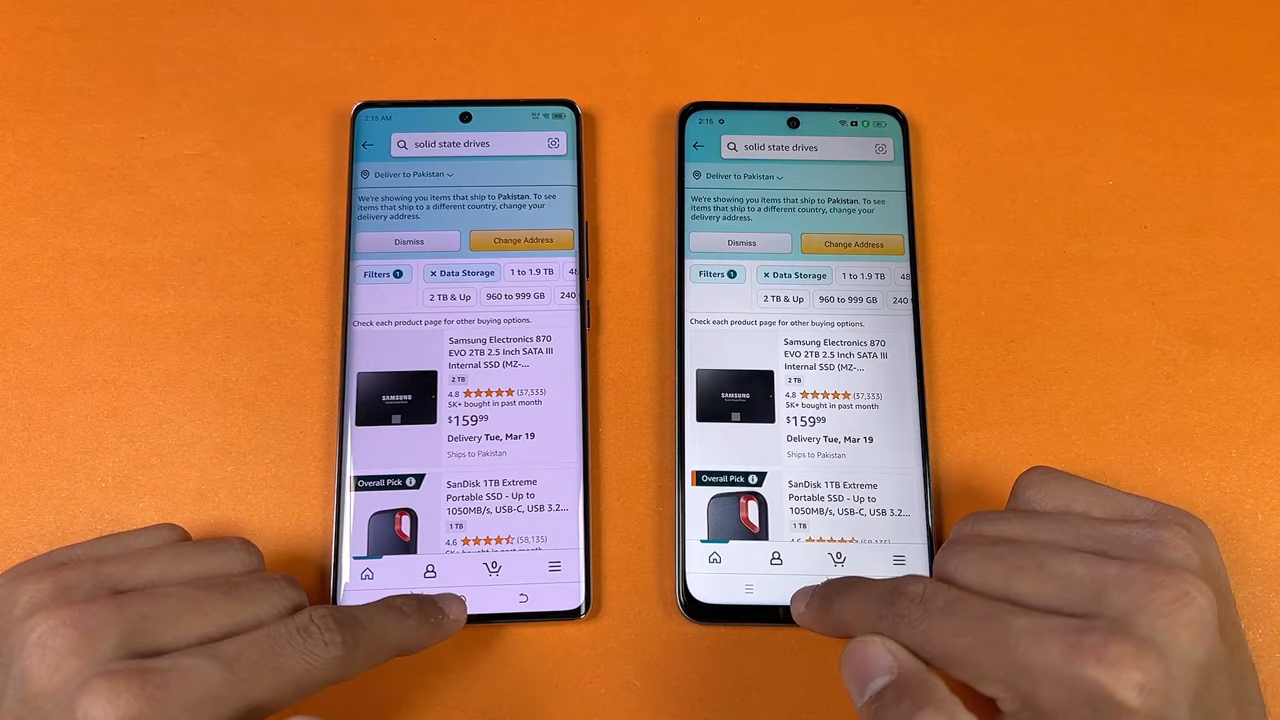 2:15 AM
solid state drives
Deliver to Pakistan
We're showing you items that ship to Pakistan. To see
items that ship to a different country, change your
delivery address.
Dismiss
Change Address
Filters 1
× Data Storage
1 to 1.9 TB
48
2 TB & Up
960 to 999 GB
240
Check each product page for other buying options.
Samsung Electronics 870
EVO 2TB 2.5 Inch SATA III
Internal SSD (MZ-...
2 TB
SAMSUNG
4.8 (37,333)
5K+ bought in past month
$159.99
Delivery Tue, Mar 19
Ships to Pakistan
Overall Pick
SanDisk 1TB Extreme
Portable SSD - Up to
1050MB/s, USB-C, USB 3.2...
1 TB
4.6 (58,135)
0
2:15
solid state drives
Deliver to Pakistan
We're showing you items that ship to Pakistan. To see
items that ship to a different country, change your
delivery address.
Dismiss
Change Address
Filters 1
× Data Storage
1 to 1.9 TB
48
2 TB & Up
960 to 999 GB
240
Check each product page for other buying options.
Samsung Electronics 870
EVO 2TB 2.5 Inch SATA III
Internal SSD (MZ-...
2 TB
SAMSUNG
4.8 (37,333)
5K+ bought in past month
$159.99
Delivery Tue, Mar 19
Ships to Pakistan
Overall Pick
SanDisk 1TB Extreme
Portable SSD - Up to
1050MB/s, USB-C, USB 3.2...
1 TB
4.6 (58,135)
0